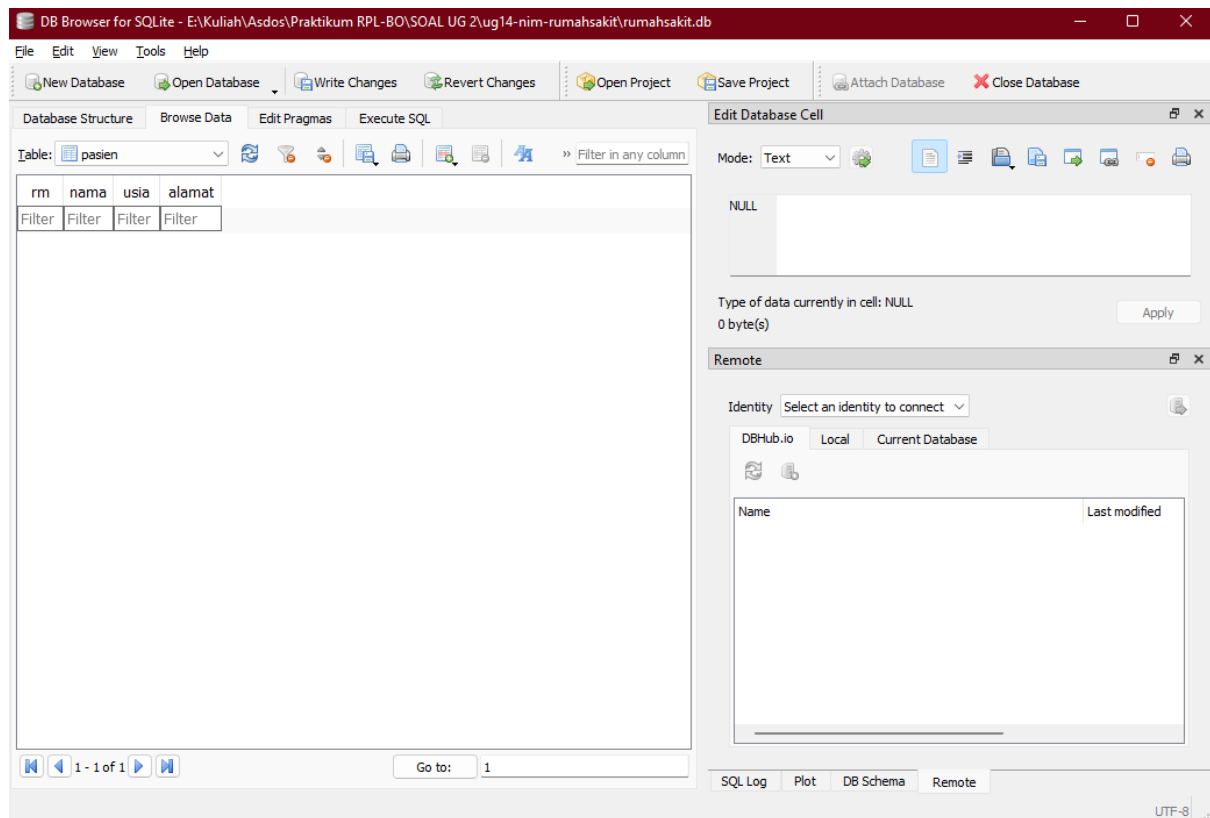 DB Browser for SQLite - E:\Kuliah\Asdos\Praktikum RPL-BO\SOAL UG 2\ug14-nim-rumahsakit\rumahsakit.db
File Edit View Tools Help
New Database Open Database Write Changes Revert Changes Open Project Save Project Attach Database Close Database
Database Structure Browse Data Edit Pragmas Execute SQL
Table: pasien » Filter in any column
rm nama usia alamat
Filter Filter Filter Filter
1 - 1 of 1 Go to: 1
Edit Database Cell
Mode: Text
NULL
Type of data currently in cell: NULL
0 byte(s)
Apply
Remote
Identity Select an identity to connect
DBHub.io Local Current Database
Name Last modified
SQL Log Plot DB Schema Remote
UTF-8